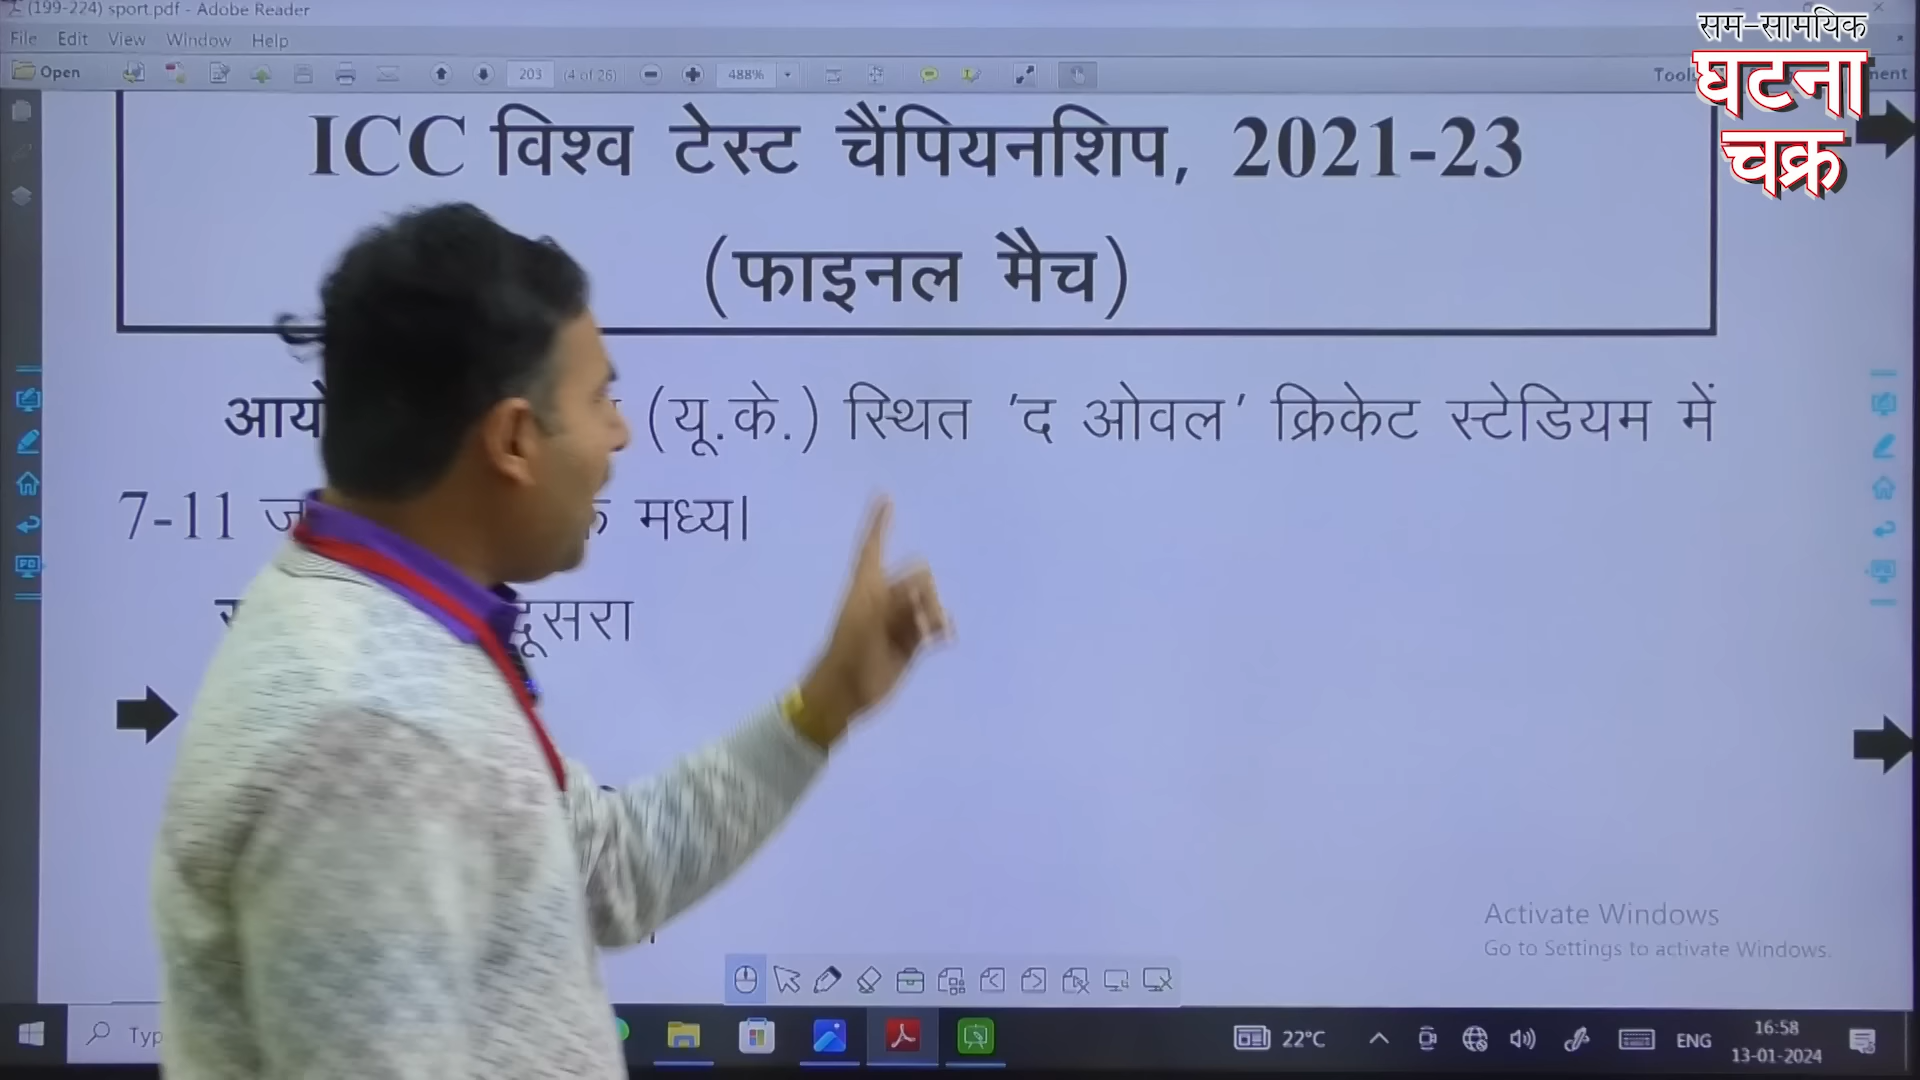 (199-224) sport.pdf - Adobe Reader
File Edit View Window Help
Open 203 (4 of 26) 488% Tools
सम-सामयिक
घटना
चक्र
ICC विश्व टेस्ट चैंपियनशिप, 2021-23
(फाइनल मैच)
(यू.के.) स्थित 'द ओवल' क्रिकेट स्टेडियम में
7-11 मध्य।
दूसरा
Activate Windows
Go to Settings to activate Windows.
22°C ENG 16:58
13-01-2024